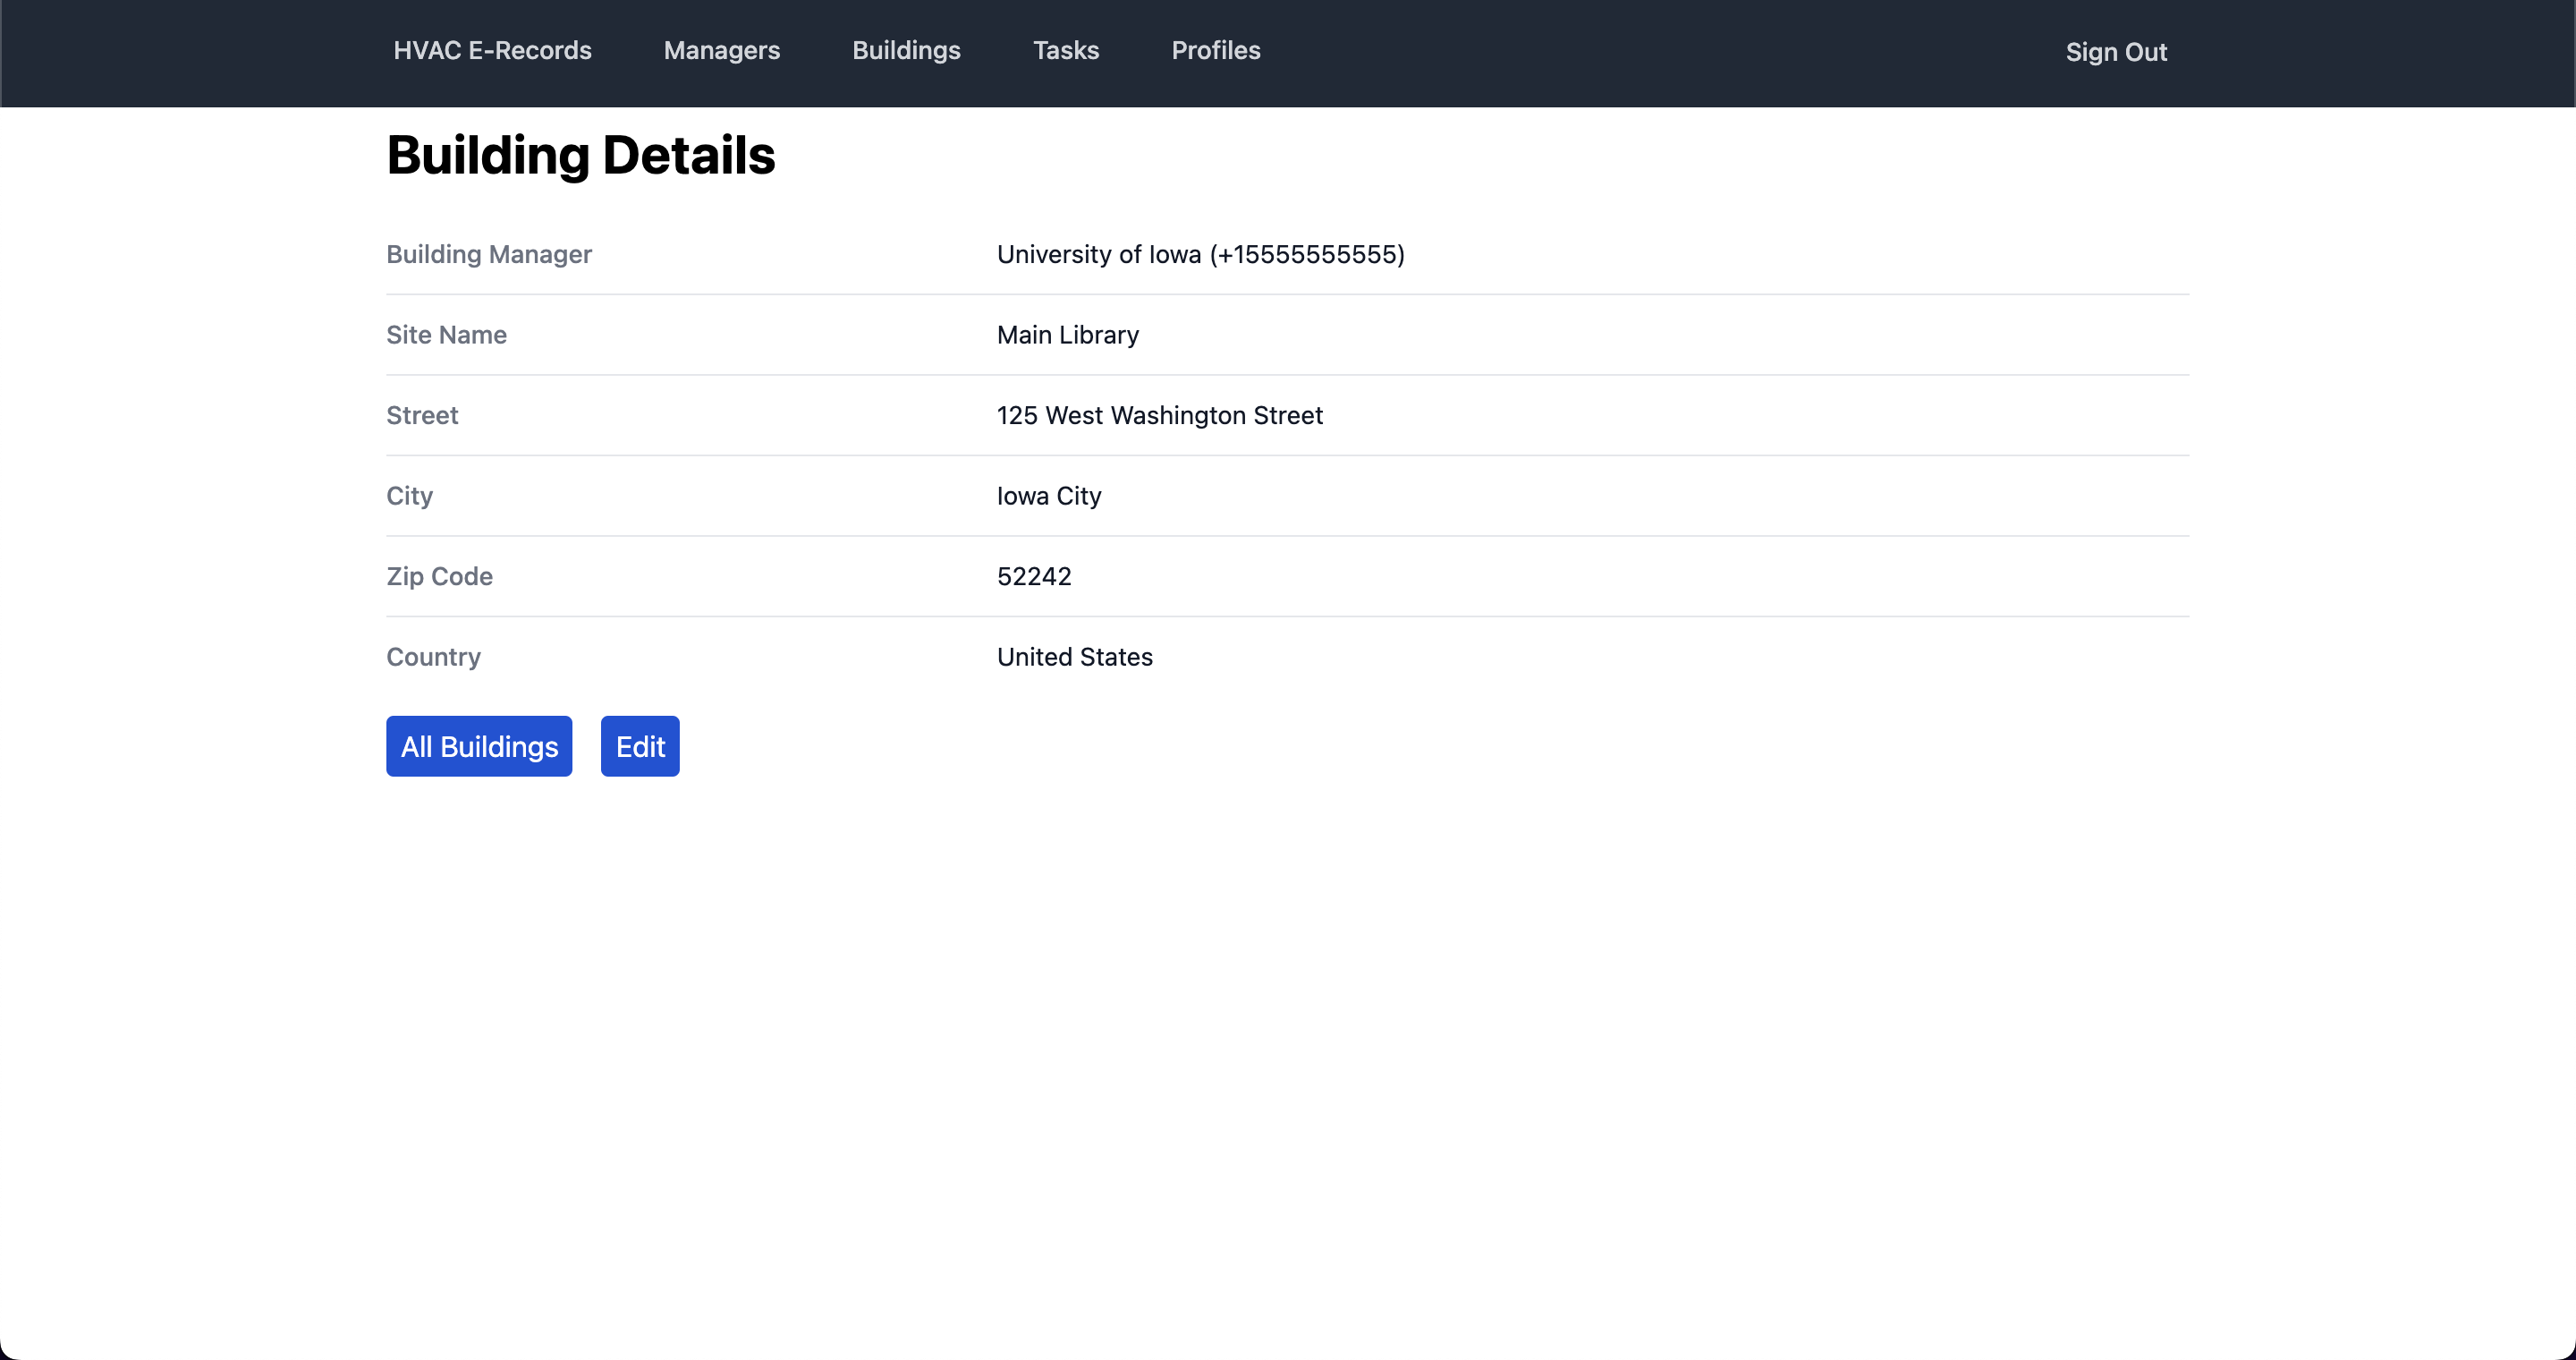 HVAC E-Records Managers Buildings Tasks Profiles Sign Out
Building Details
Building Manager University of Iowa (+15555555555)
Site Name Main Library
Street 125 West Washington Street
City Iowa City
Zip Code 52242
Country United States
All Buildings Edit